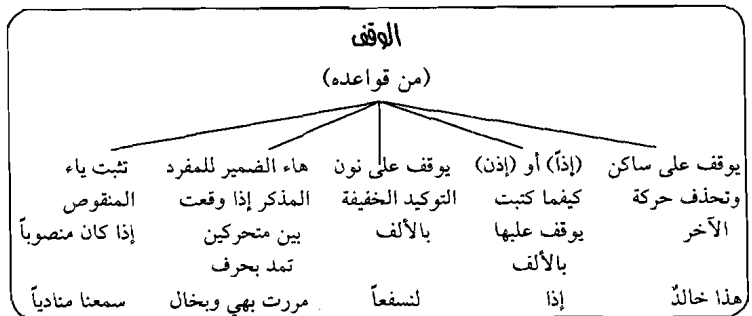 الوقف
(من قواعده)
يوقف على ساكن
وتحذف حركة
الآخر
هذا خالدٌ
(إذاً) أو (إذن)
كيفما كتبت
يوقف عليها
بالألف
إذا
يوقف على نون
التوكيد الخفيفة
بالألف
لنسفعاً
هاء الضمير للمفرد
المذكر إذا وقعت
بين متحركين
تمد بحرف
مررت بهي وبخال
تثبت ياء
المنقوص
إذا كان منصوباً
سمعنا منادياً